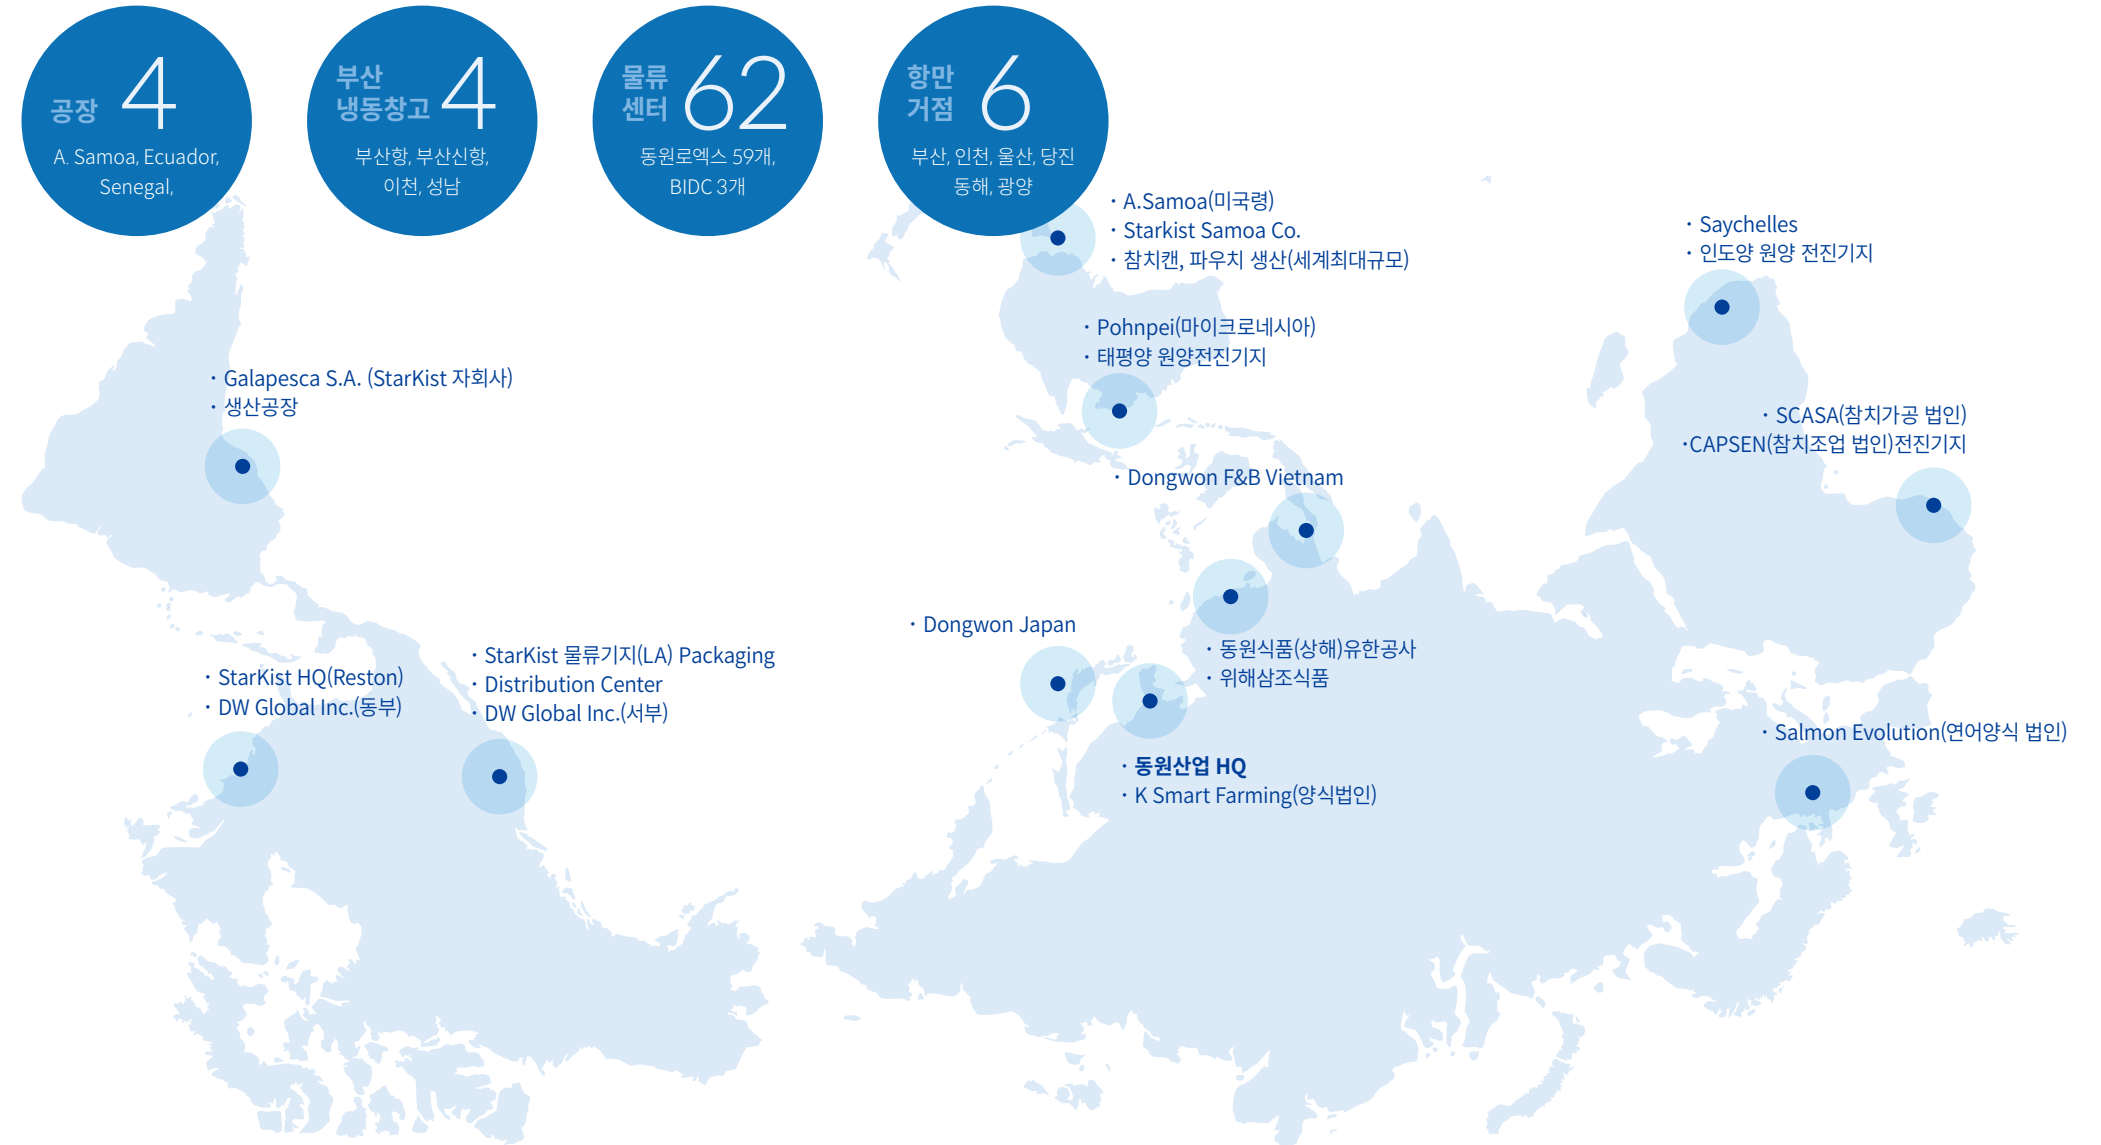 공장 4
A. Samoa, Ecuador,
Senegal,
부산
냉동창고 4
부산항, 부산신항,
이천, 성남
물류
센터 62
동원로엑스 59개,
BIDC 3개
항만
거점 6
부산, 인천, 울산, 당진
동해, 광양
· A.Samoa(미국령)
· Starkist Samoa Co.
· 참치캔, 파우치 생산(세계최대규모)
· Saychelles
· 인도양 원양 전진기지
· Pohnpei(마이크로네시아)
· 태평양 원양전진기지
· Galapesca S.A. (StarKist 자회사)
· 생산공장
· SCASA(참치가공 법인)
·CAPSEN(참치조업 법인)전진기지
· Dongwon F&B Vietnam
· Dongwon Japan
· 동원식품(상해)유한공사
· 위해삼조식품
· StarKist HQ(Reston)
· DW Global Inc.(동부)
· StarKist 물류기지(LA) Packaging
· Distribution Center
· DW Global Inc.(서부)
· 동원산업 HQ
· K Smart Farming(양식법인)
· Salmon Evolution(연어양식 법인)